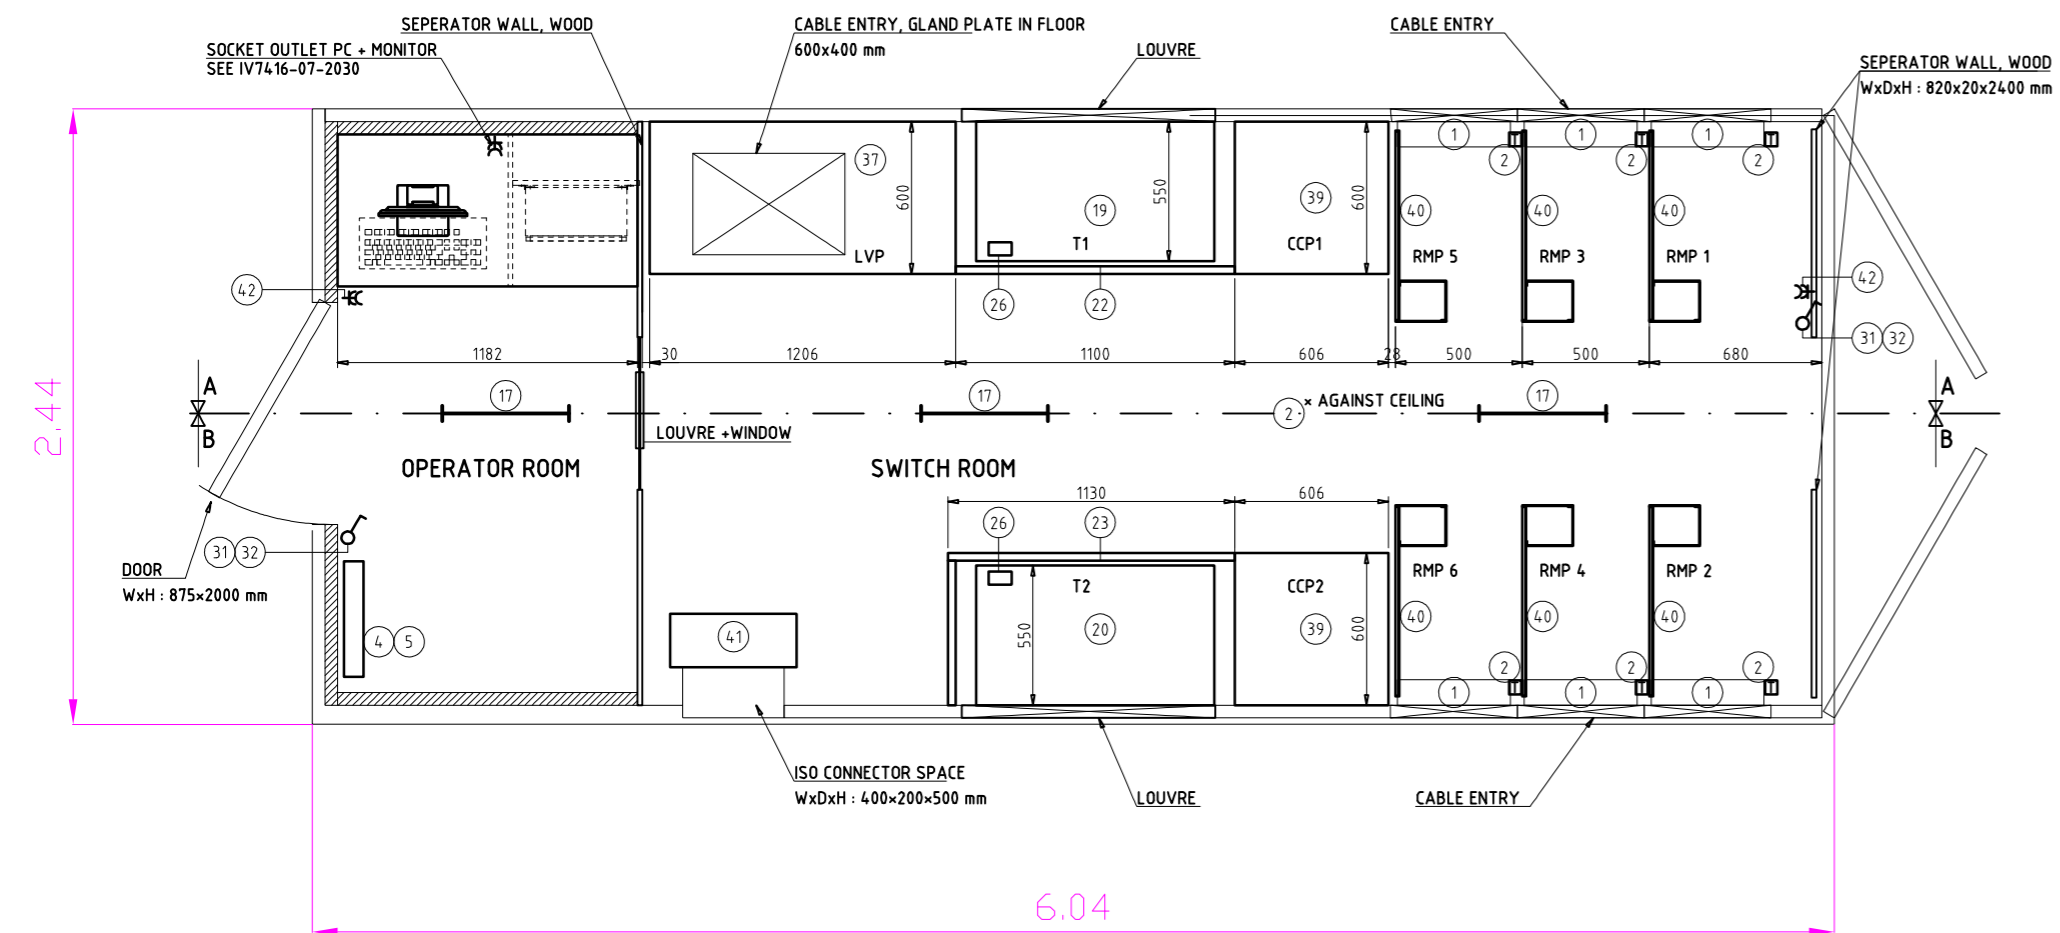 SEPERATOR WALL, WOOD
CABLE ENTRY, GLAND PLATE IN FLOOR
600x400 mm
CABLE ENTRY
SOCKET OUTLET PC + MONITOR
SEE IV7416-07-2030
LOUVRE
SEPERATOR WALL, WOOD
WxDxH : 820x20x2400 mm
1 1 1
2 2 2
37
600
550
600
19
39
40 40 40
T1
CCP1
LVP
RMP 5 RMP 3 RMP 1
42
26
22
42
31 32
1182
30
1206
1100
606
28
500
500
680
2.44
A
B
17
17
2
× AGAINST CEILING
17
A
B
LOUVRE +WINDOW
OPERATOR ROOM
SWITCH ROOM
1130
606
26
23
31 32
DOOR
WxH : 875×2000 mm
T2
CCP2
RMP 6 RMP 4 RMP 2
550
600
40 40 40
4 5
41
20
39
2 2 2
1 1 1
ISO CONNECTOR SPACE
WxDxH : 400×200×500 mm
LOUVRE
CABLE ENTRY
6.04